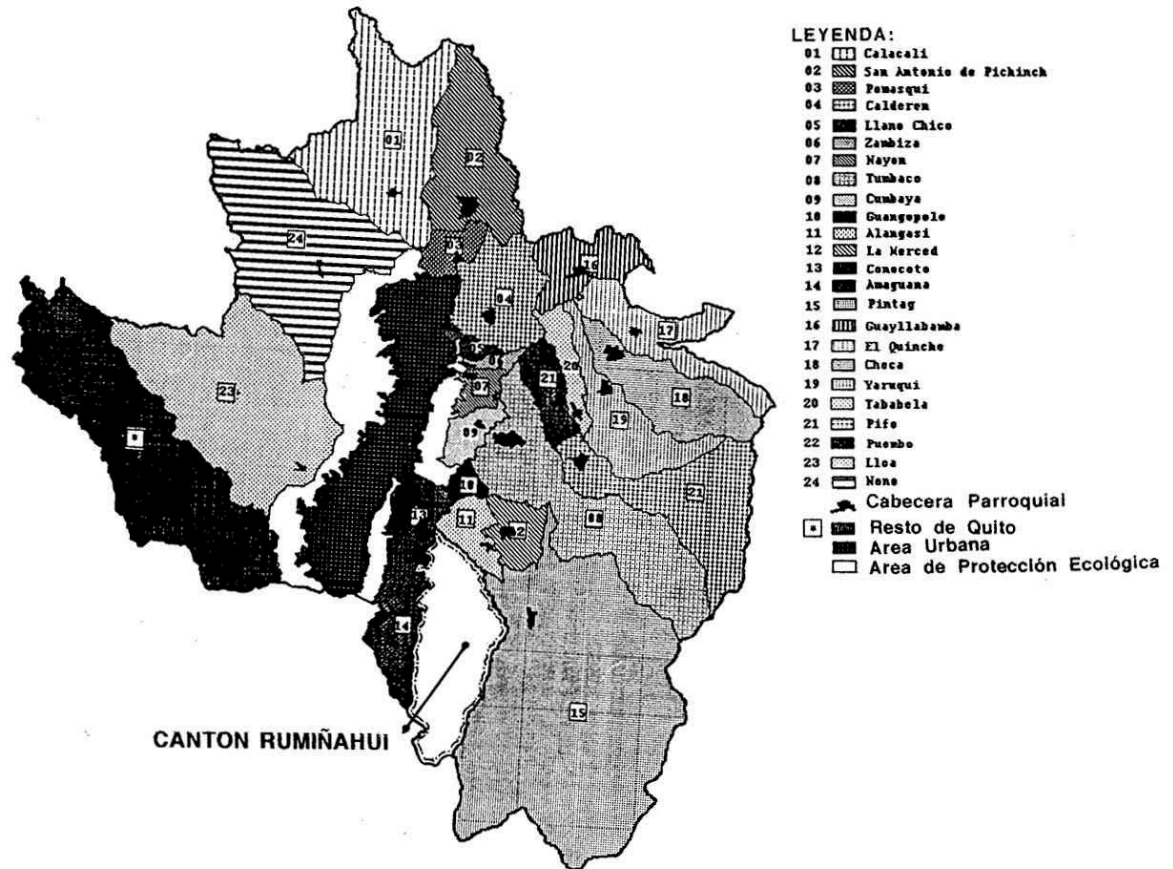 LEYENDA:
01 Calacali
02 San Antonio de Pichinch
03 Pomasqui
04 Calderon
05 Llano Chico
06 Zambiza
07 Nayon
08 Tumbaco
09 Cumbaya
10 Guangopolo
11 Alangasi
12 La Merced
13 Conocoto
14 Amaguana
15 Pintag
16 Guayllabamba
17 El Quinche
18 Checa
19 Yaruqui
20 Tababela
21 Pifo
22 Puembo
23 Lloa
24 Nono
Cabecera Parroquial
* Resto de Quito
Area Urbana
Area de Protección Ecológica
01
02
24
03
16
04
17
05
06
20
21
07
18
23
19
09
*
10
21
13
11
08
12
14
15
CANTON RUMIÑAHUI